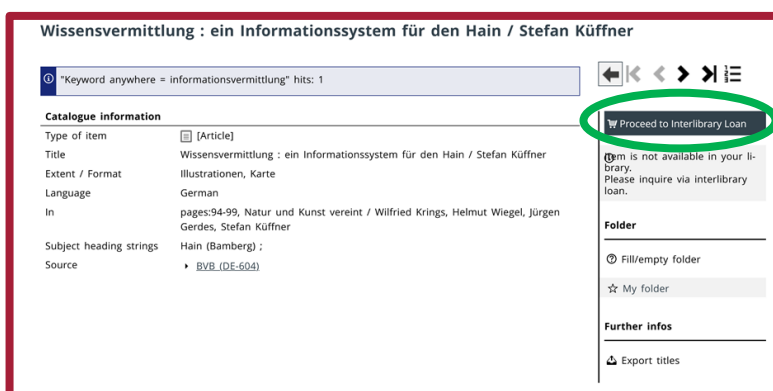 Wissensvermittlung : ein Informationssystem für den Hain / Stefan Küffner
"Keyword anywhere = informationsvermittlung" hits: 1
Catalogue information
Type of item [Article]
Title Wissensvermittlung : ein Informationssystem für den Hain / Stefan Küffner
Extent / Format Illustrationen, Karte
Language German
In pages:94-99, Natur und Kunst vereint / Wilfried Krings, Helmut Wiegel, Jürgen
Gerdes, Stefan Küffner
Subject heading strings Hain (Bamberg) ;
Source BVB (DE-604)
Proceed to Interlibrary Loan
Item is not available in your li-
brary.
Please inquire via interlibrary
loan.
Folder
Fill/empty folder
My folder
Further infos
Export titles